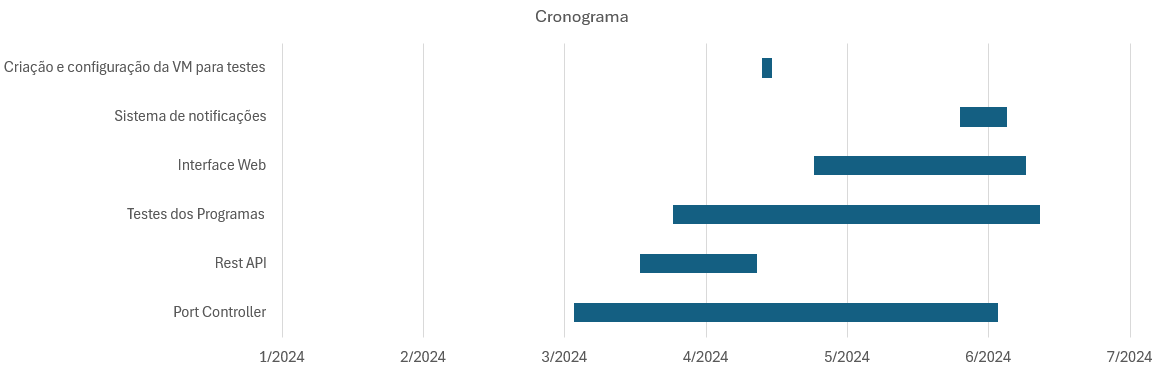 Cronograma
Criação e configuração da VM para testes
Sistema de notificações
Interface Web
Testes dos Programas
Rest API
Port Controller
1/2024 2/2024 3/2024 4/2024 5/2024 6/2024 7/2024